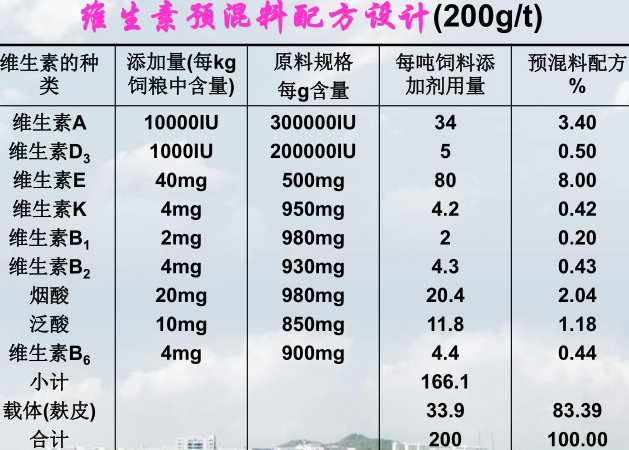 维生素预混料配方设计(200g/t)
维生素的种类 添加量(每kg饲粮中含量) 原料规格 每g含量 每吨饲料添加剂用量 预混料配方%
维生素A 10000IU 300000IU 34 3.40
维生素D3 1000IU 200000IU 5 0.50
维生素E 40mg 500mg 80 8.00
维生素K 4mg 950mg 4.2 0.42
维生素B1 2mg 980mg 2 0.20
维生素B2 4mg 930mg 4.3 0.43
烟酸 20mg 980mg 20.4 2.04
泛酸 10mg 850mg 11.8 1.18
维生素B6 4mg 900mg 4.4 0.44
小计 166.1
载体(麸皮) 33.9 83.39
合计 200 100.00